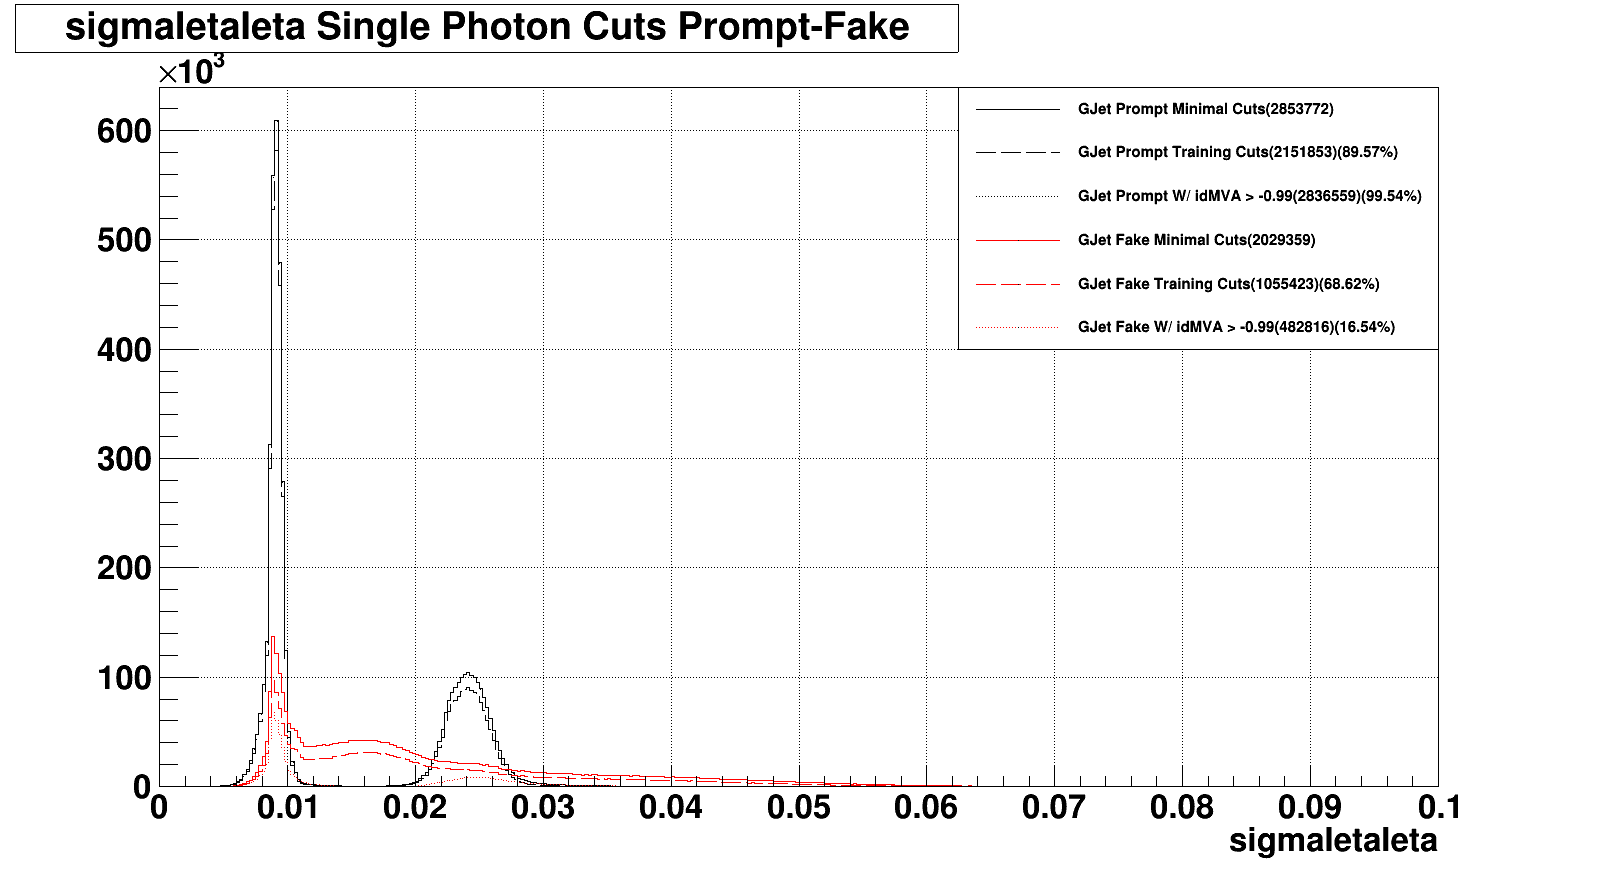 sigmaIetaIeta Single Photon Cuts Prompt-Fake
×10³
600
500
400
300
200
100
0
GJet Prompt Minimal Cuts(2853772)
GJet Prompt Training Cuts(2151853)(89.57%)
GJet Prompt W/ idMVA > -0.99(2836559)(99.54%)
GJet Fake Minimal Cuts(2029359)
GJet Fake Training Cuts(1055423)(68.62%)
GJet Fake W/ idMVA > -0.99(482816)(16.54%)
0 0.01 0.02 0.03 0.04 0.05 0.06 0.07 0.08 0.09 0.1
sigmaIetaIeta